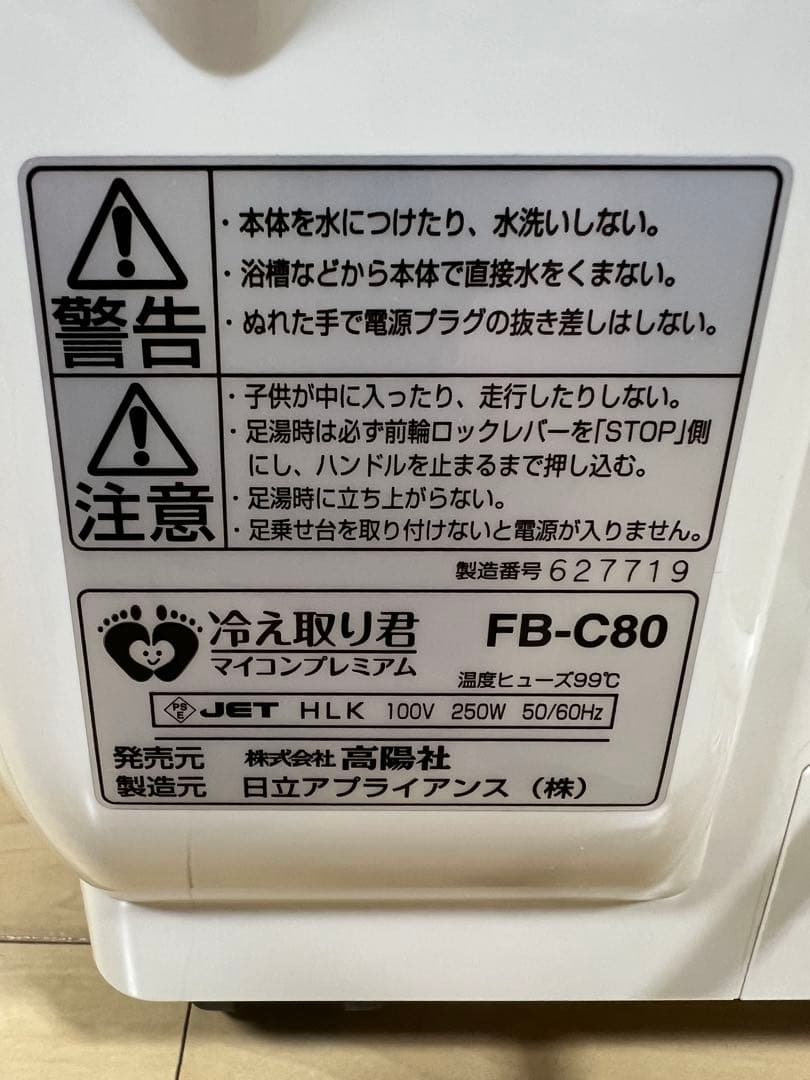 警告
・本体を水につけたり、水洗いしない。
・浴槽などから本体で直接水をくまない。
・ぬれた手で電源プラグの抜き差しはしない。
注意
・子供が中に入ったり、走行したりしない。
・足湯時は必ず前輪ロックレバーを「STOP」側
にし、ハンドルを止まるまで押し込む。
・足湯時に立ち上がらない。
・足乗せ台を取り付けないと電源が入りません。
製造番号 627719
冷え取り君 FB-C80
マイコンプレミアム
温度ヒューズ99℃
PSE JET HLK 100V 250W 50/60Hz
発売元 株式会社 高陽社
製造元 日立アプライアンス（株）